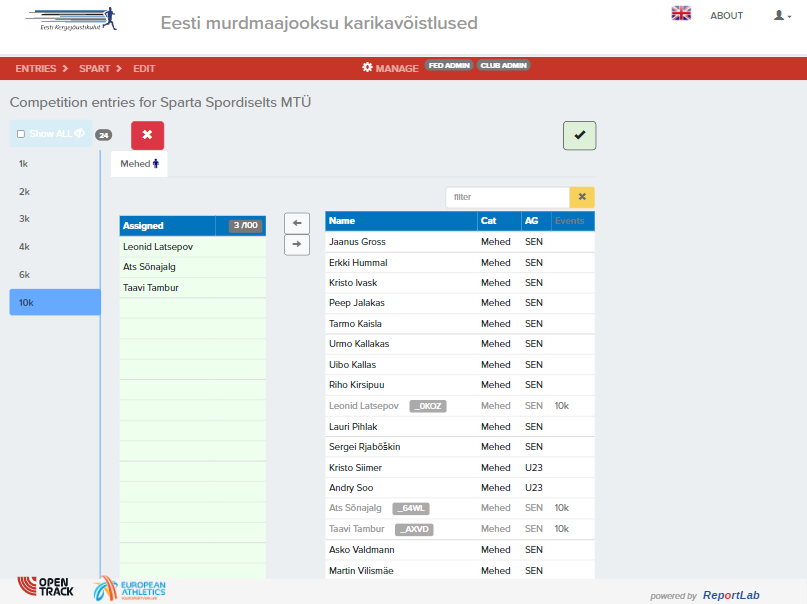 Eesti Kergejõustikuliit
Eesti murdmaajooksu karikavõistlused
ABOUT
ENTRIES > SPART > EDIT
MANAGE FED ADMIN CLUB ADMIN
Competition entries for Sparta Spordiselts MTÜ
Show ALL 24
1k
2k
3k
4k
6k
10k
Mehed
filter
Assigned 3 /100
Leonid Latsepov
Ats Sõnajalg
Taavi Tambur
Name Cat AG Events
Jaanus Gross Mehed SEN
Erkki Hummal Mehed SEN
Kristo Ivask Mehed SEN
Peep Jalakas Mehed SEN
Tarmo Kaisla Mehed SEN
Urmo Kallakas Mehed SEN
Uibo Kallas Mehed SEN
Riho Kirsipuu Mehed SEN
Leonid Latsepov _DKOZ Mehed SEN 10k
Lauri Pihlak Mehed SEN
Sergei Rjabõškin Mehed SEN
Kristo Siimer Mehed U23
Andry Soo Mehed U23
Ats Sõnajalg _64WL Mehed SEN 10k
Taavi Tambur _AXVD Mehed SEN 10k
Asko Valdmann Mehed SEN
Martin Vilismäe Mehed SEN
OPEN
TRACK
EUROPEAN
ATHLETICS
powered by ReportLab